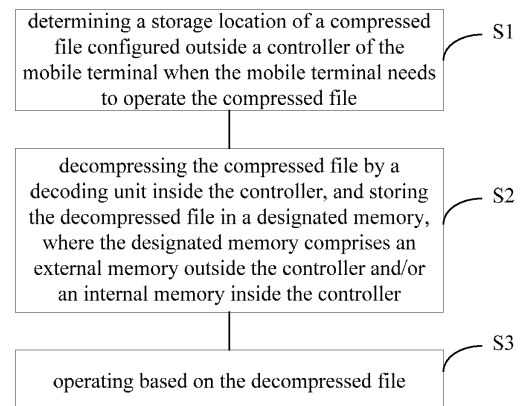 determining a storage location of a compressed
file configured outside a controller of the
mobile terminal when the mobile terminal needs
to operate the compressed file
S1
decompressing the compressed file by a
decoding unit inside the controller, and storing
the decompressed file in a designated memory,
where the designated memory comprises an
external memory outside the controller and/or
an internal memory inside the controller
S2
operating based on the decompressed file
S3